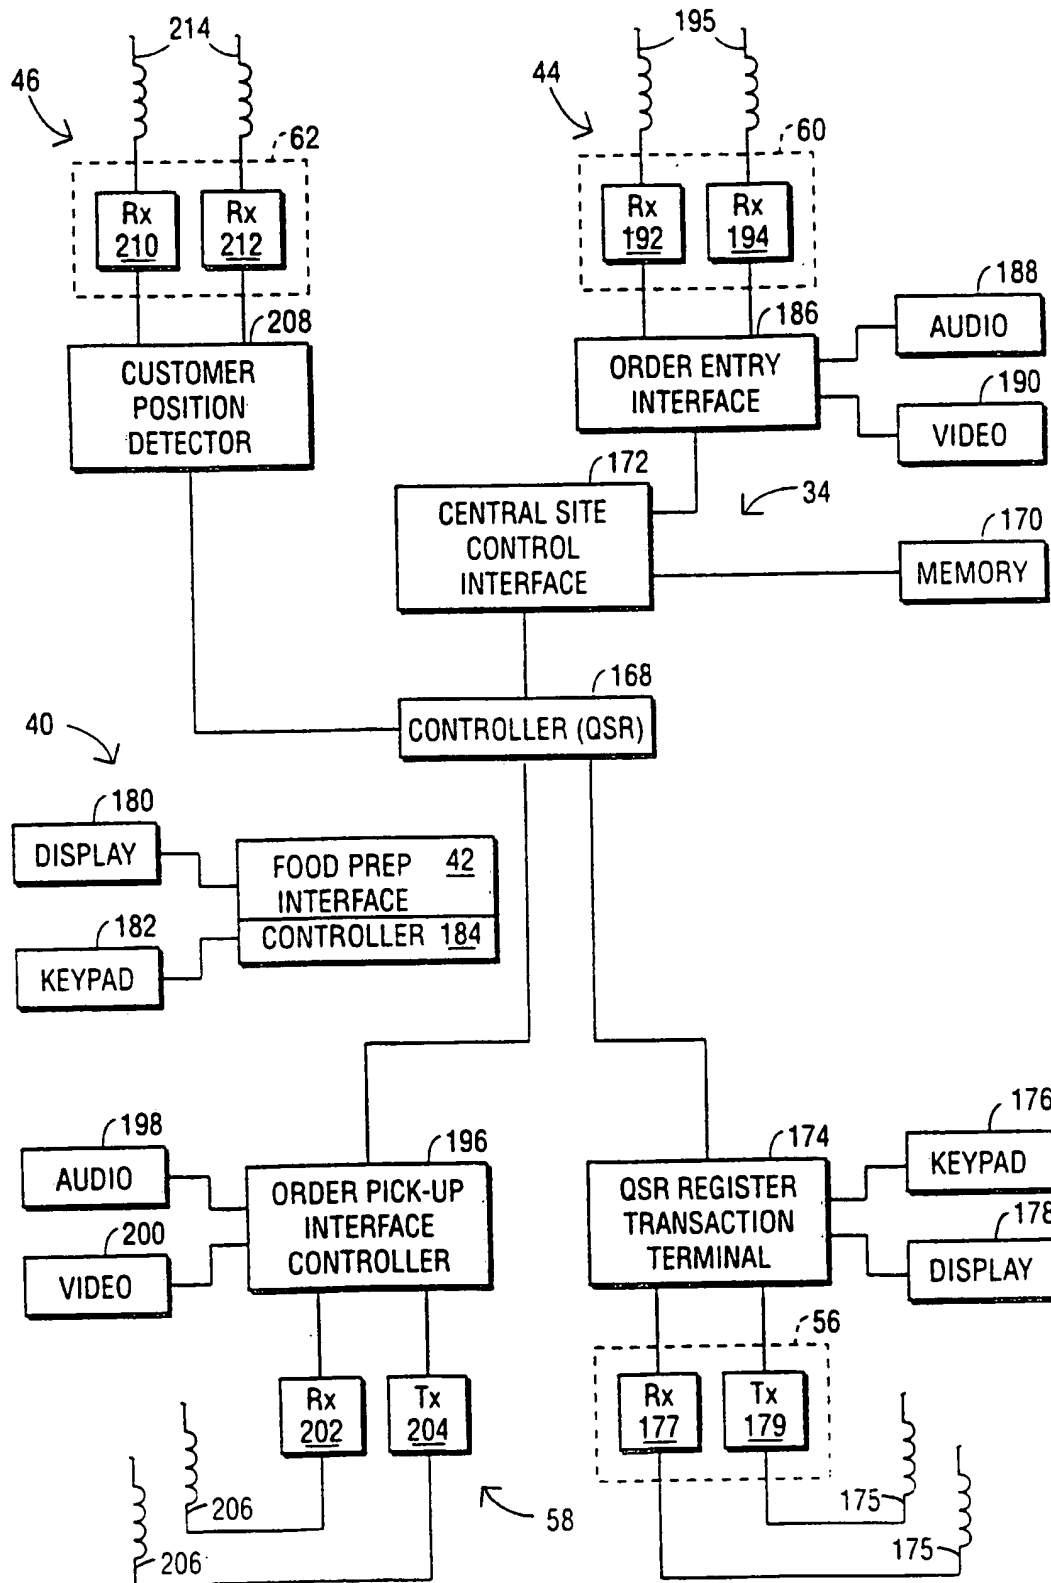 214
195
46
44
62
60
Rx
210
Rx
212
Rx
192
Rx
194
208
186
188
CUSTOMER
POSITION
DETECTOR
ORDER ENTRY
INTERFACE
AUDIO
190
VIDEO
172
34
CENTRAL SITE
CONTROL
INTERFACE
170
MEMORY
168
CONTROLLER (QSR)
40
180
DISPLAY
FOOD PREP 42
INTERFACE
CONTROLLER 184
182
KEYPAD
198
AUDIO
196
ORDER PICK-UP
INTERFACE
CONTROLLER
200
VIDEO
174
QSR REGISTER
TRANSACTION
TERMINAL
176
KEYPAD
178
DISPLAY
56
Rx
202
Tx
204
Rx
177
Tx
179
206
206
58
175
175